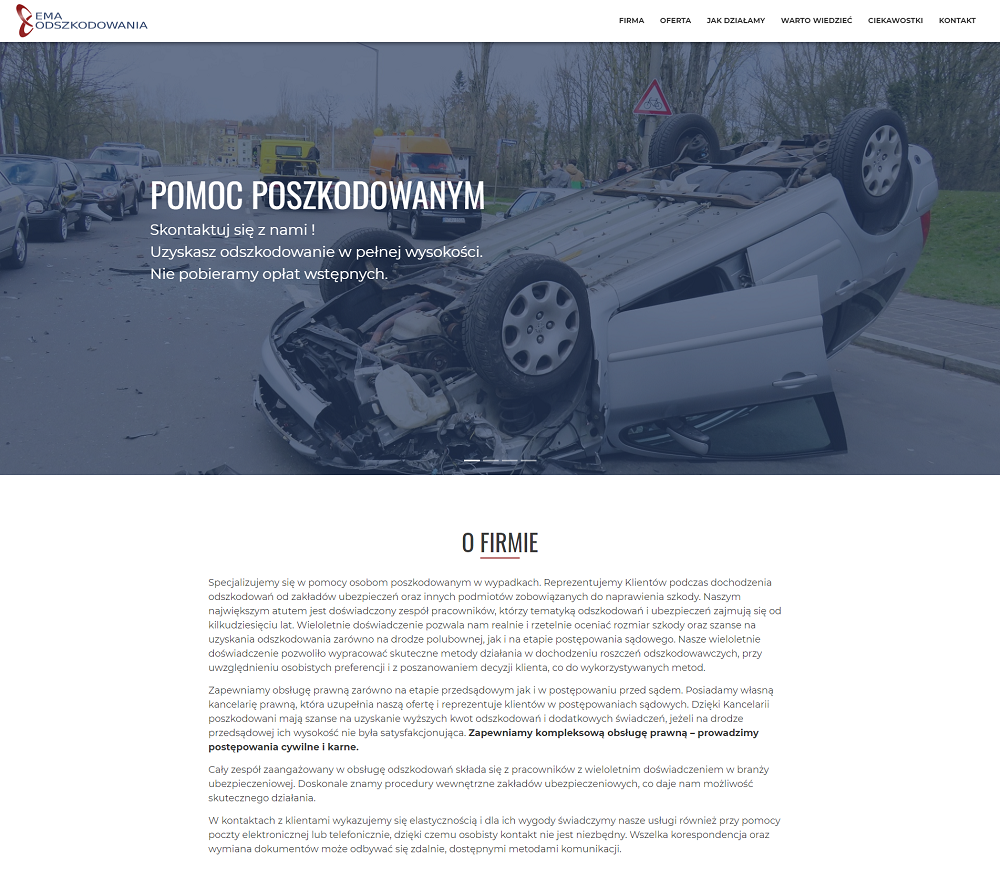 EMA
ODSZKODOWANIA
FIRMA OFERTA JAK DZIAŁAMY WARTO WIEDZIEĆ CIEKAWOSTKI KONTAKT
POMOC POSZKODOWANYM
Skontaktuj się z nami !
Uzyskasz odszkodowanie w pełnej wysokości.
Nie pobieramy opłat wstępnych.
O FIRMIE
Specjalizujemy się w pomocy osobom poszkodowanym w wypadkach. Reprezentujemy Klientów podczas dochodzenia
odszkodowań od zakładów ubezpieczeń oraz innych podmiotów zobowiązanych do naprawienia szkody. Naszym
największym atutem jest doświadczony zespół pracowników, którzy tematyką odszkodowań i ubezpieczeń zajmują się od
kilkudziesięciu lat. Wieloletnie doświadczenie pozwala nam realnie i rzetelnie oceniać rozmiar szkody oraz szanse na
uzyskania odszkodowania zarówno na drodze polubownej, jak i na etapie postępowania sądowego. Nasze wieloletnie
doświadczenie pozwoliło wypracować skuteczne metody działania w dochodzeniu roszczeń odszkodowawczych, przy
uwzględnieniu osobistych preferencji i z poszanowaniem decyzji klienta, co do wykorzystywanych metod.
Zapewniamy obsługę prawną zarówno na etapie przedsądowym jak i w postępowaniu przed sądem. Posiadamy własną
kancelarię prawną, która uzupełnia naszą ofertę i reprezentuje klientów w postępowaniach sądowych. Dzięki Kancelarii
poszkodowani mają szanse na uzyskanie wyższych kwot odszkodowań i dodatkowych świadczeń, jeżeli na drodze
przedsądowej ich wysokość nie była satysfakcjonująca. Zapewniamy kompleksową obsługę prawną – prowadzimy
postępowania cywilne i karne.
Cały zespół zaangażowany w obsługę odszkodowań składa się z pracowników z wieloletnim doświadczeniem w branży
ubezpieczeniowej. Doskonale znamy procedury wewnętrzne zakładów ubezpieczeniowych, co daje nam możliwość
skutecznego działania.
W kontaktach z klientami wykazujemy się elastycznością i dla ich wygody świadczymy nasze usługi również przy pomocy
poczty elektronicznej lub telefonicznie, dzięki czemu osobisty kontakt nie jest niezbędny. Wszelka korespondencja oraz
wymiana dokumentów może odbywać się zdalnie, dostępnymi metodami komunikacji.